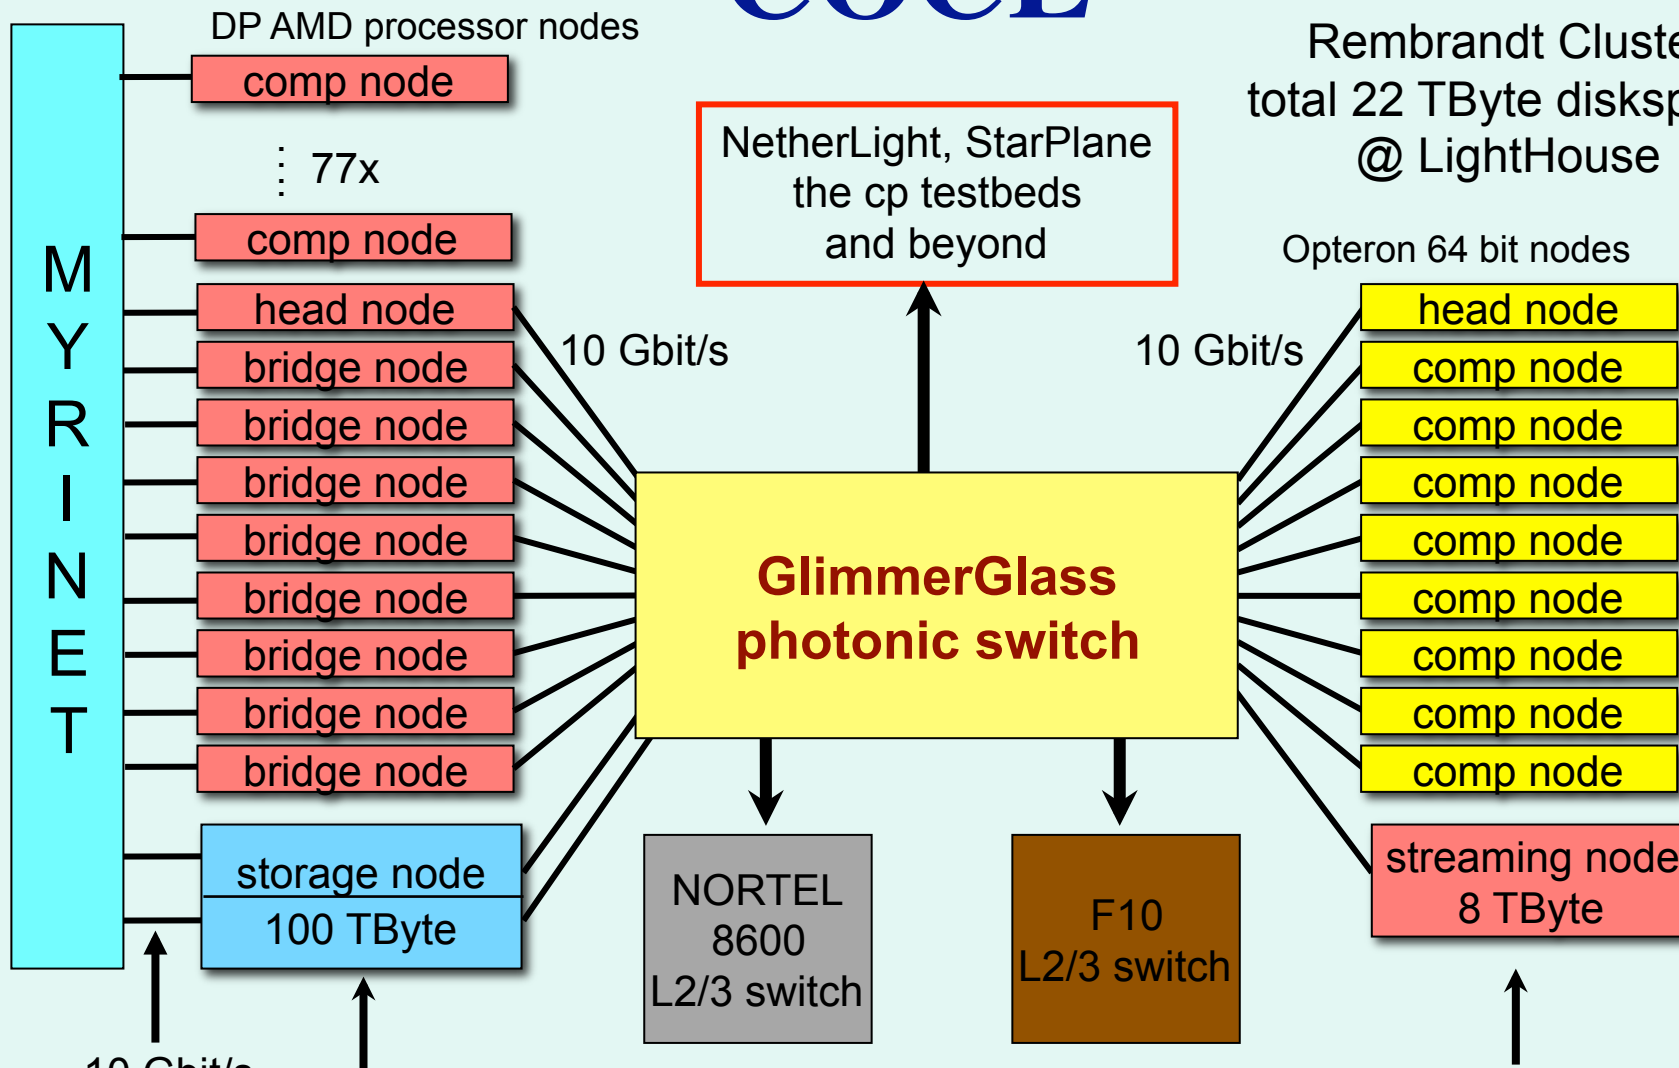 DP AMD processor nodes
comp node
77x
comp node
head node
bridge node
bridge node
bridge node
bridge node
bridge node
bridge node
bridge node
bridge node
storage node
100 TByte
MYRINET
10 Gbit/s
NetherLight, StarPlane
the cp testbeds
and beyond
10 Gbit/s
10 Gbit/s
GlimmerGlass
photonic switch
NORTEL
8600
L2/3 switch
F10
L2/3 switch
Rembrandt
total 22 TByte
@ LightHouse
Opteron 64 bit nodes
head node
comp node
comp node
comp node
comp node
comp node
comp node
comp node
comp node
streaming node
8 TByte